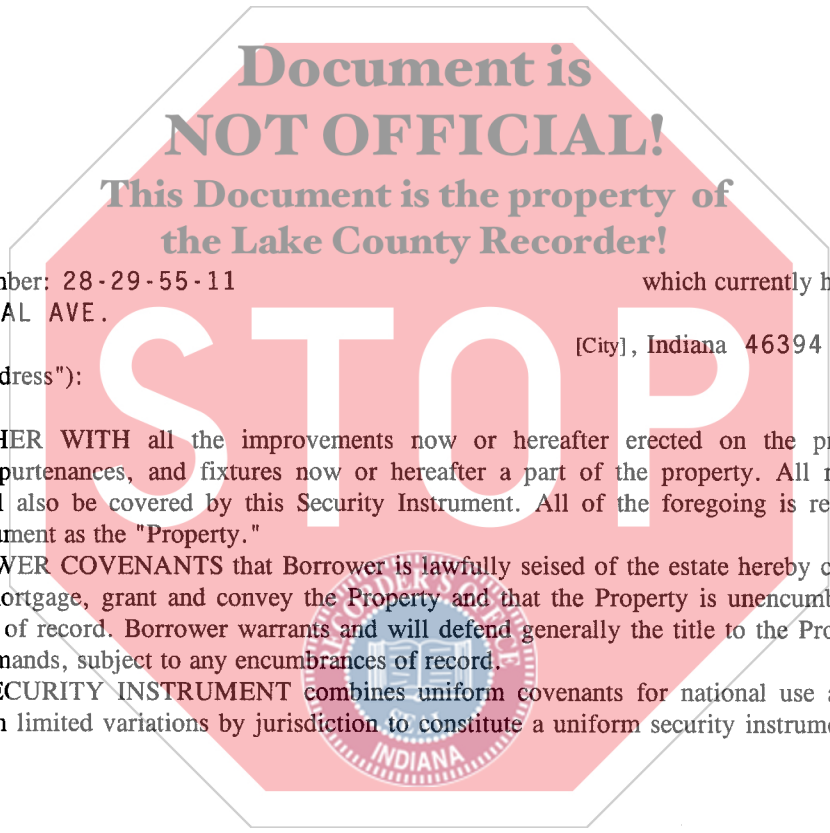 Document is
NOT OFFICIAL!
This Document is the property of
the Lake County Recorder!
nber: 28-29-55-11 which currently h
AL AVE.
[City], Indiana 46394
dress"):
STOP
HER WITH all the improvements now or hereafter erected on the pr
purtenances, and fixtures now or hereafter a part of the property. All r
l also be covered by this Security Instrument. All of the foregoing is re
ument as the "Property."
WER COVENANTS that Borrower is lawfully seised of the estate hereby c
ortgage, grant and convey the Property and that the Property is unencumb
of record. Borrower warrants and will defend generally the title to the Pro
mands, subject to any encumbrances of record.
ECURITY INSTRUMENT combines uniform covenants for national use a
n limited variations by jurisdiction to constitute a uniform security instrume
RECORDER'S OFFICE
SEAL
INDIANA